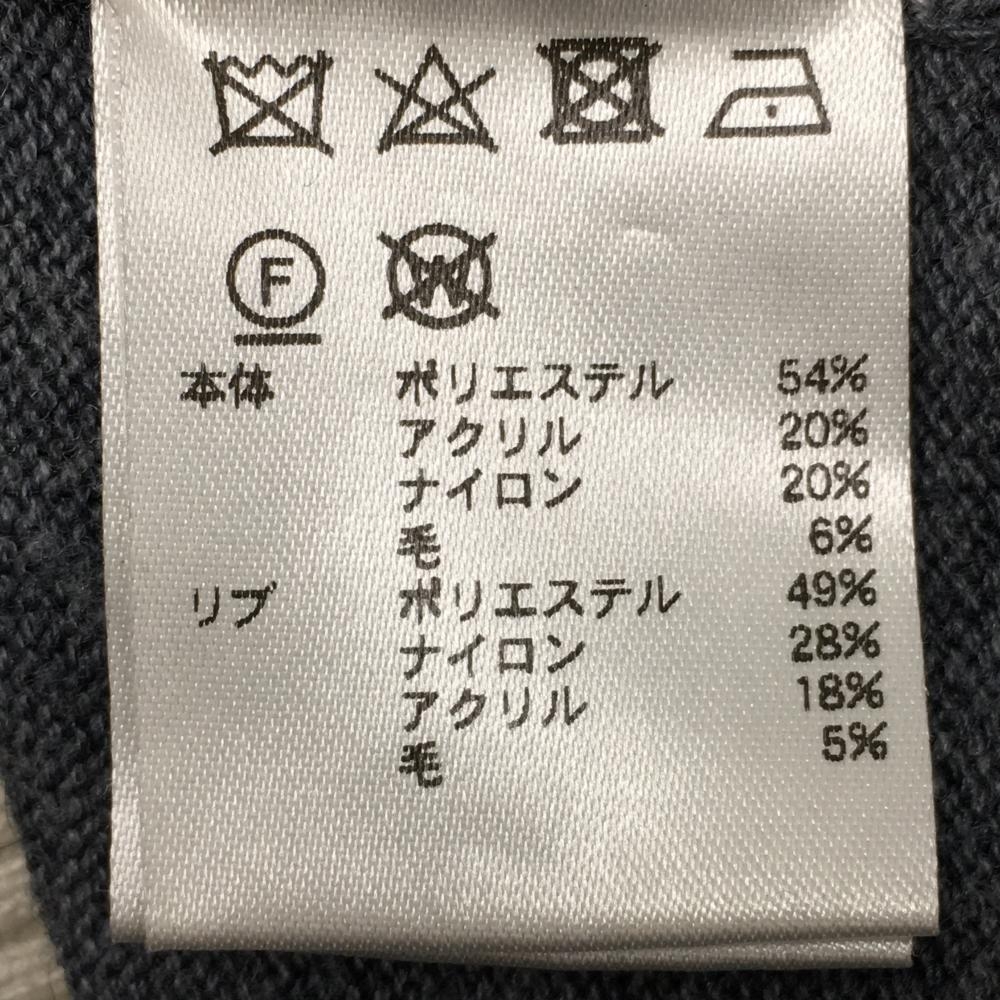 F W
本体 ポリエステル 54%
アクリル 20%
ナイロン 20%
毛 6%
リブ ポリエステル 49%
ナイロン 28%
アクリル 18%
毛 5%